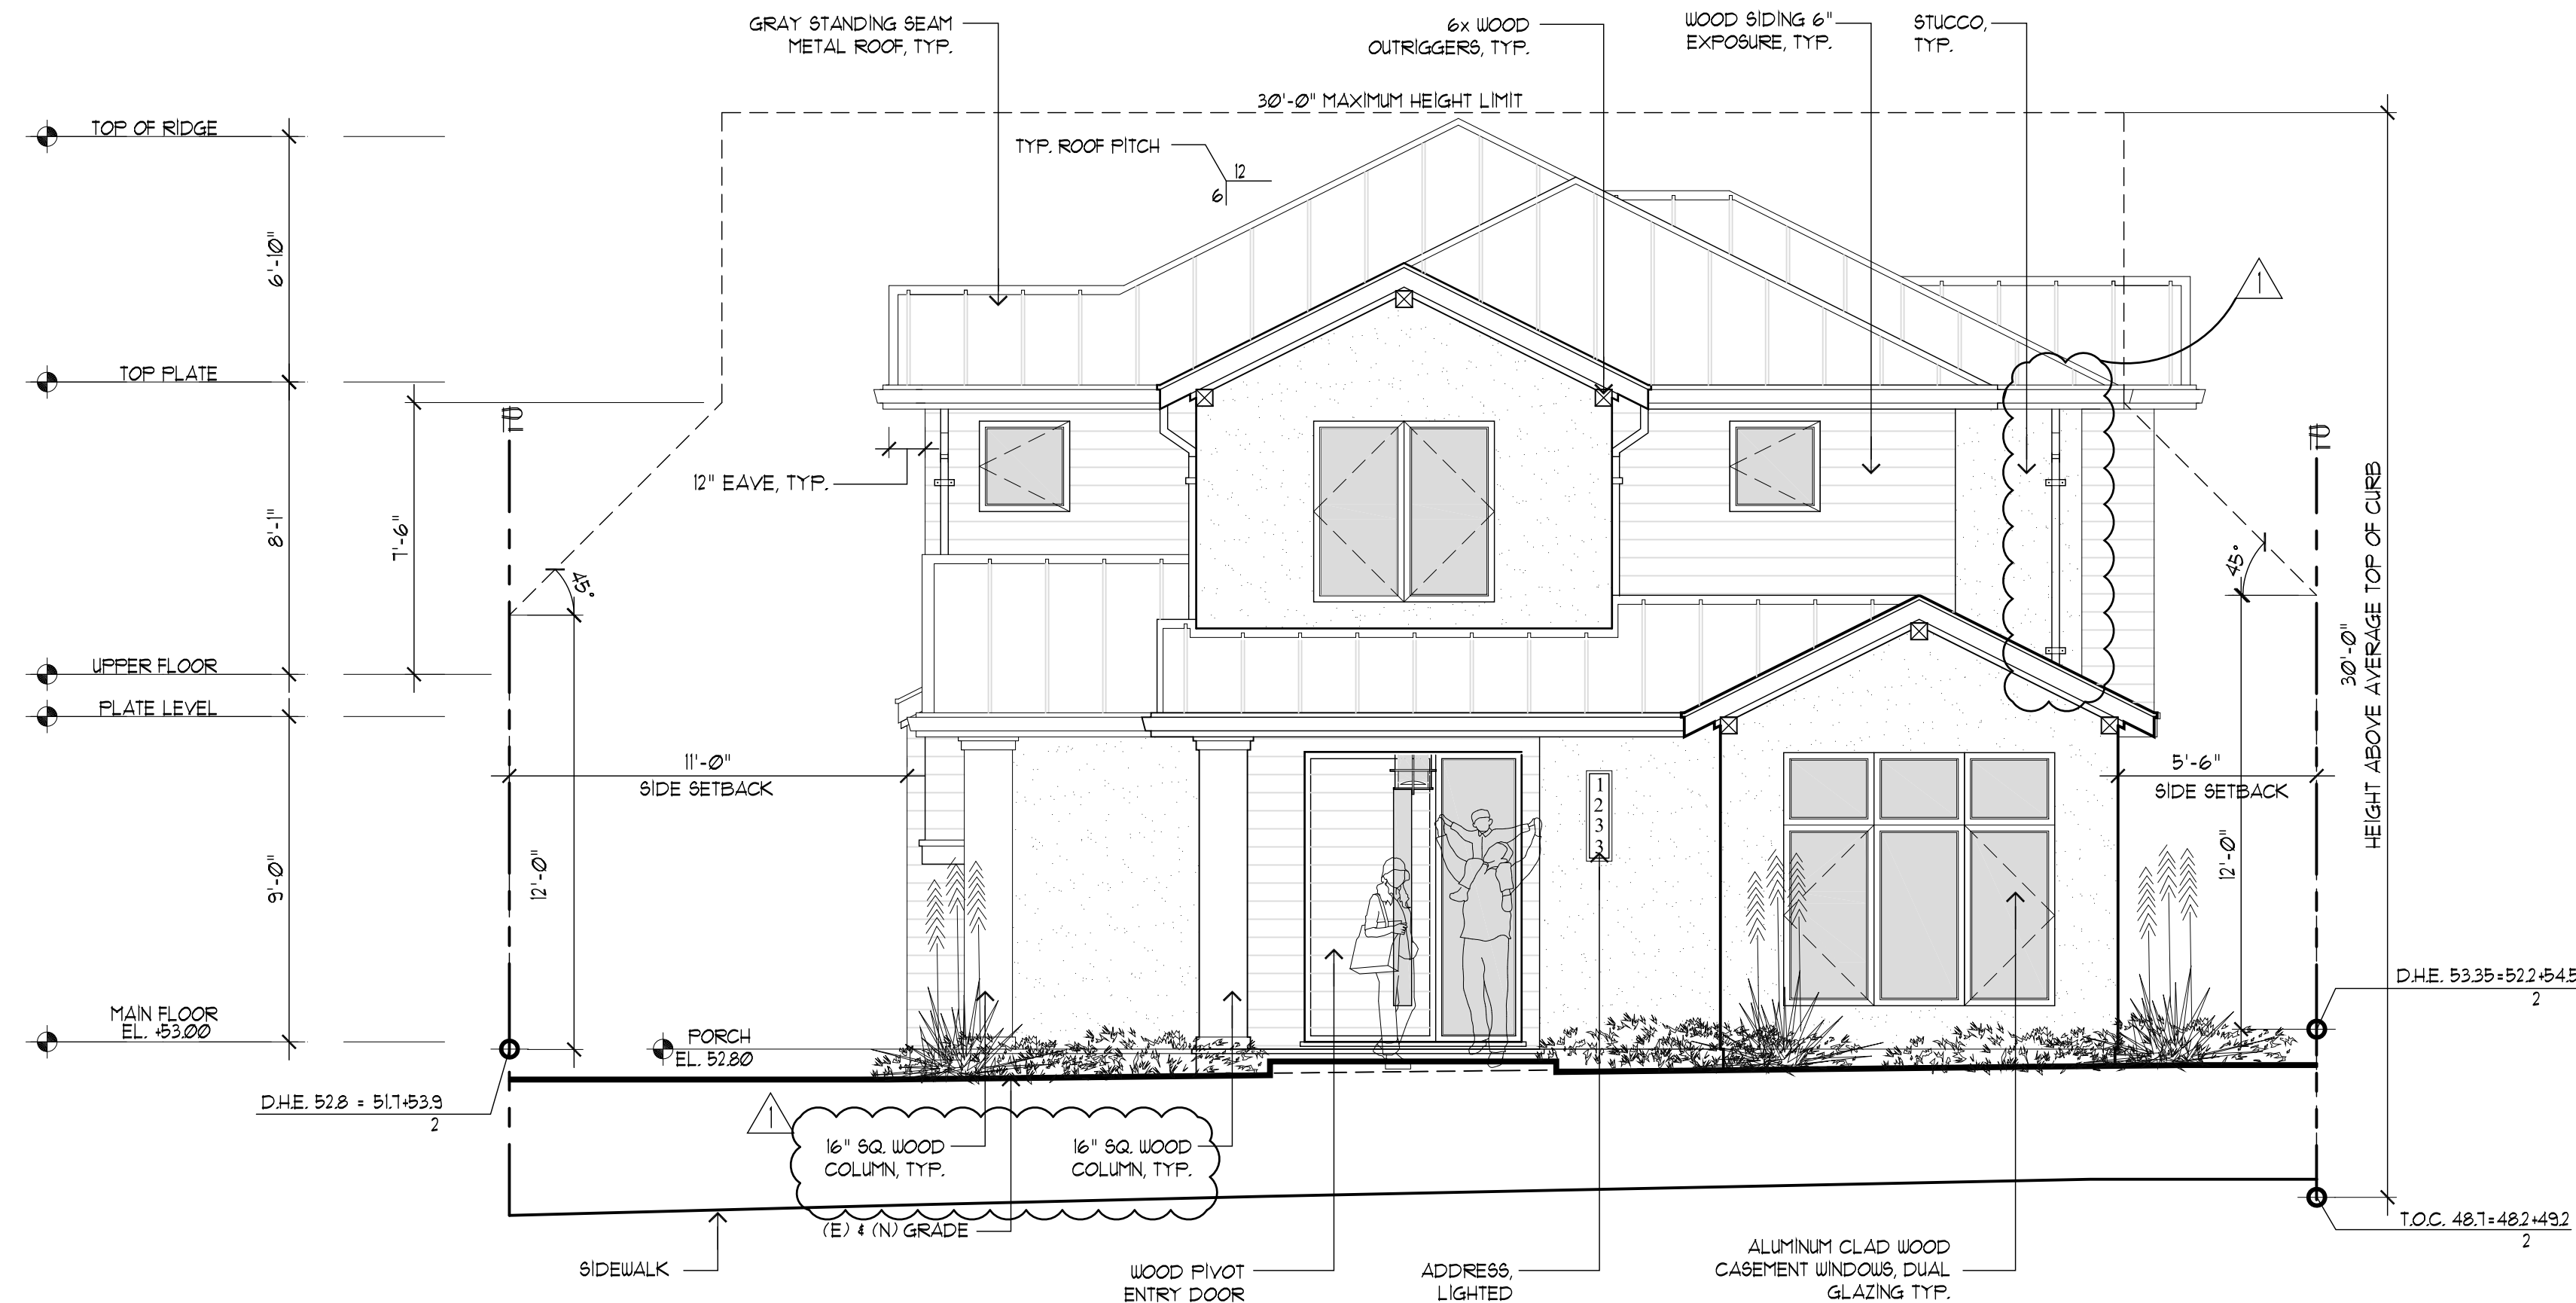 GRAY STANDING SEAM
METAL ROOF, TYP.
6x WOOD
OUTRIGGERS, TYP.
WOOD SIDING 6"
EXPOSURE, TYP.
STUCCO,
TYP.
30'-0" MAXIMUM HEIGHT LIMIT
TOP OF RIDGE
TYP. ROOF PITCH
12
6
6'-10"
1
TOP PLATE
12" EAVE, TYP.
8'-1"
7'-6"
45°
45°
UPPER FLOOR
PLATE LEVEL
30'-0"
HEIGHT ABOVE AVERAGE TOP OF CURB
11'-0"
SIDE SETBACK
5'-6"
SIDE SETBACK
1
2
3
3
9'-0"
12'-0"
12'-0"
MAIN FLOOR
EL. +53.00
PORCH
EL. 52.80
D.H.E. 53.35=52.2+54.5
2
D.H.E. 52.8 = 51.7+53.9
2
1
16" SQ. WOOD
COLUMN, TYP.
16" SQ. WOOD
COLUMN, TYP.
(E) & (N) GRADE
T.O.C. 48.7=48.2+49.2
2
SIDEWALK
WOOD PIVOT
ENTRY DOOR
ADDRESS,
LIGHTED
ALUMINUM CLAD WOOD
CASEMENT WINDOWS, DUAL
GLAZING TYP.